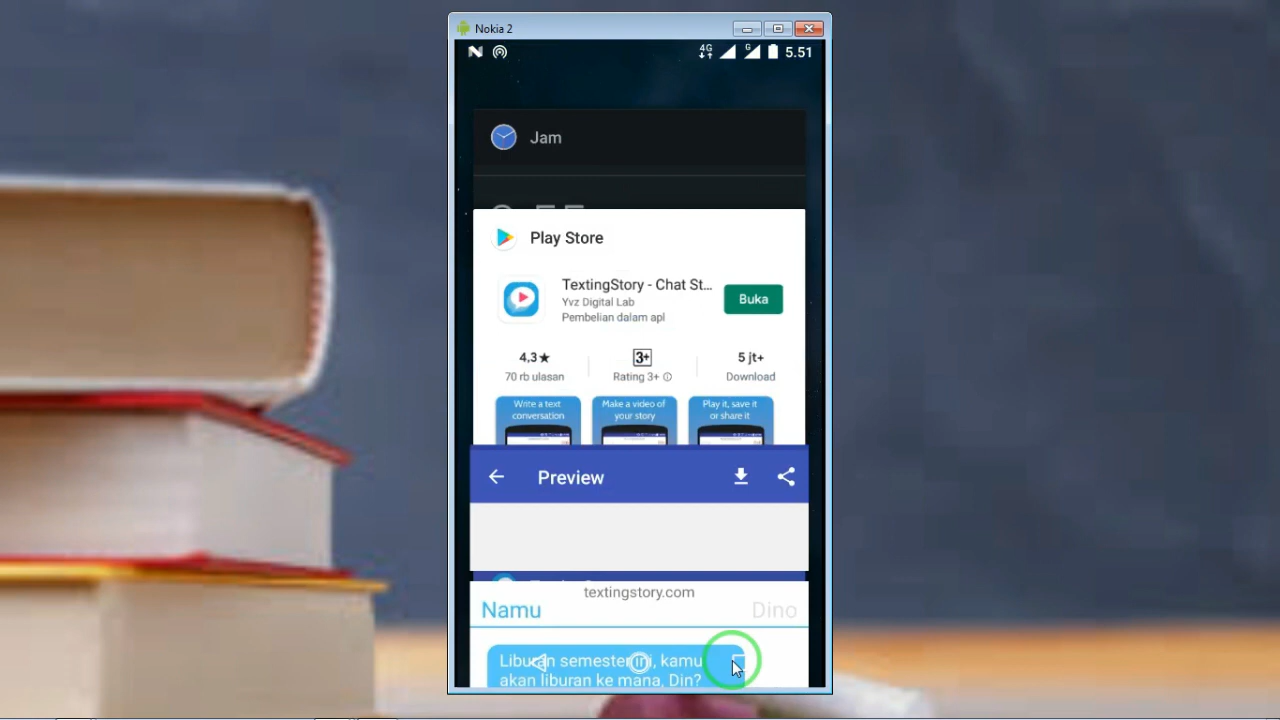 Nokia 2
4G G 5.51
Jam
Play Store
TextingStory - Chat St...
Yvz Digital Lab
Pembelian dalam apl
Buka
4,3★
70 rb ulasan
3+
Rating 3+
5 jt+
Download
Write a text
conversation
Make a video of
your story
Play it, save it
or share it
Preview
textingstory.com
Namu
Dino
Liburan semester ini, kamu
akan liburan ke mana, Din?